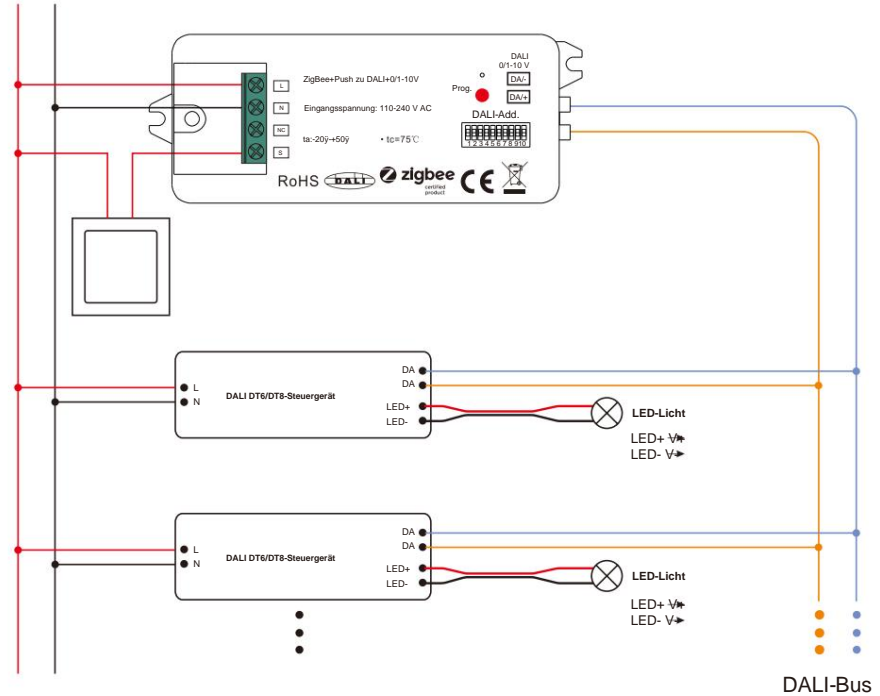 DALI
0/1-10 V
ZigBee+Push zu DALI+0/1-10V
L
Prog.
DA/-
DA/+
N
Eingangsspannung: 110-240 V AC
DALI-Add.
NC
ta:-20ÿ-+50ÿ
• tc=75℃
1 2 3 4 5 6 7 8 9 10
S
RoHS
DALI
zigbee
certified
product
CE
DA
DA
L
N
DALI DT6/DT8-Steuergerät
LED+
LED-
LED-Licht
LED+ V+
LED- V-
DA
DA
L
N
DALI DT6/DT8-Steuergerät
LED+
LED-
LED-Licht
LED+ V+
LED- V-
DALI-Bus